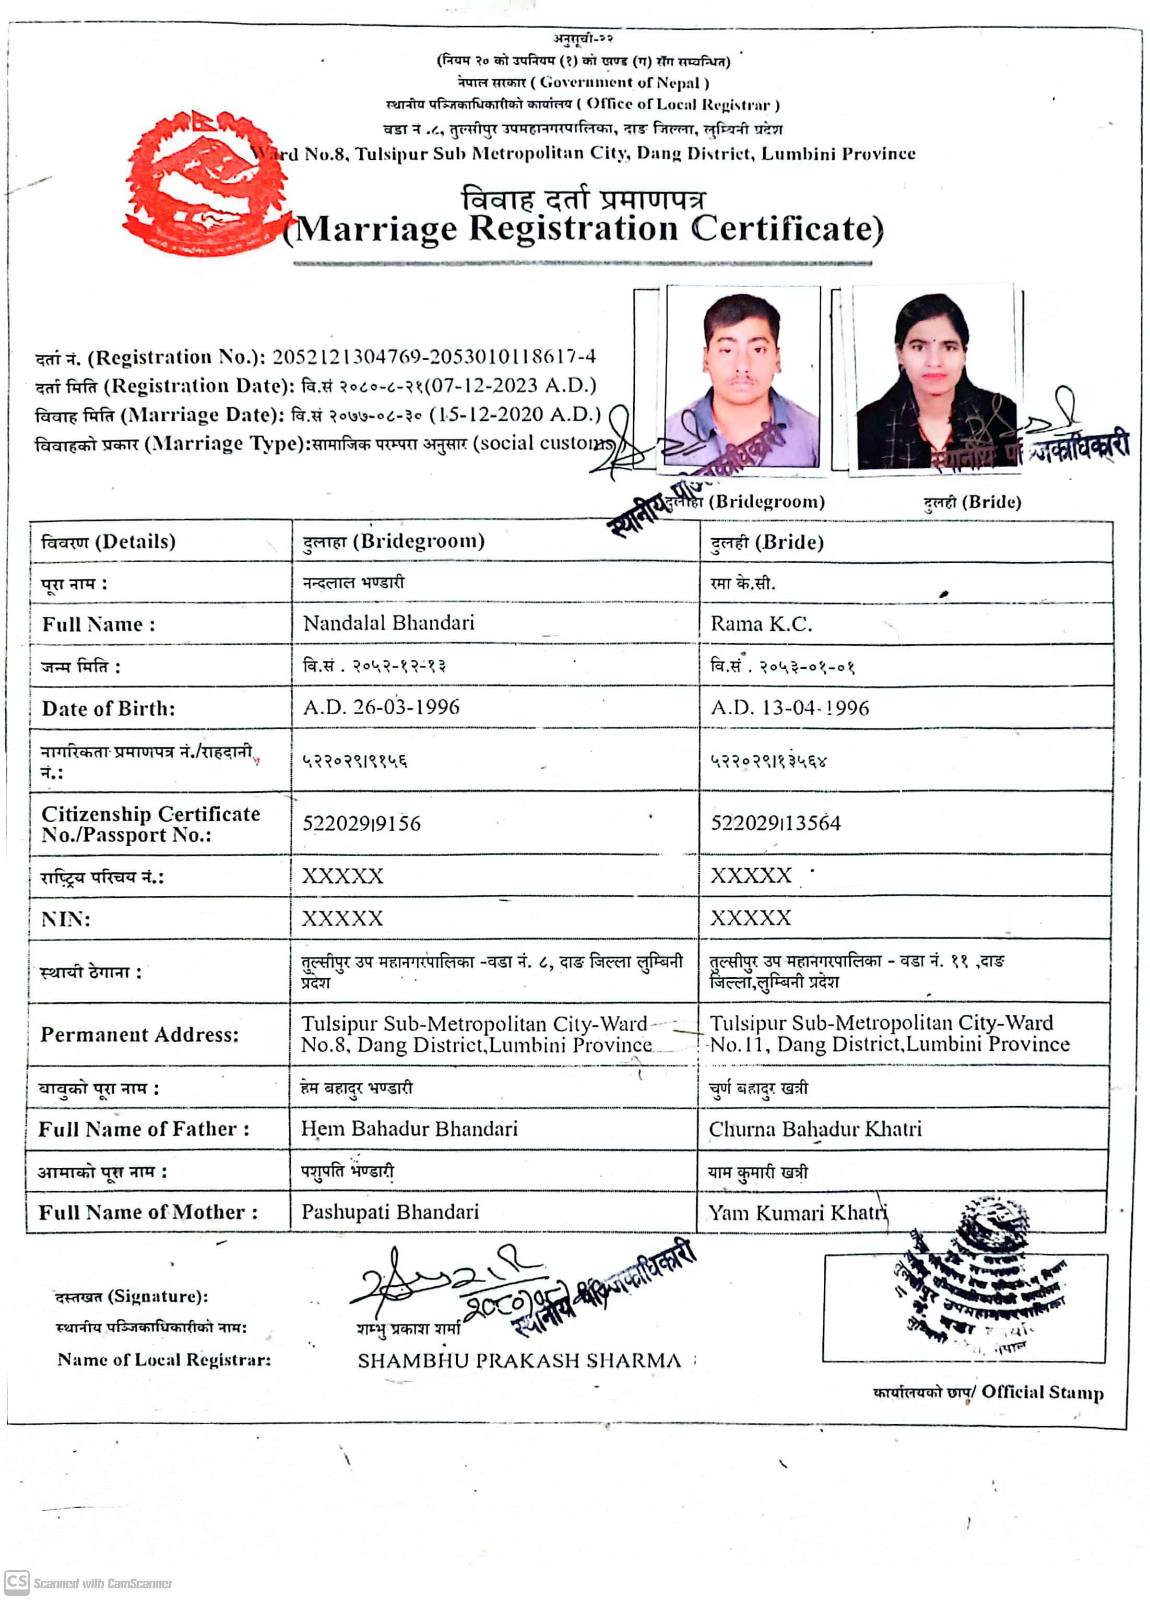 अनुसूची-२२
(नियम २० को उपनियम (१) को खण्ड (ग) सँग सम्वन्धित)
नेपाल सरकार ( Government of Nepal )
स्थानीय पञ्जिकाधिकारीको कार्यालय ( Office of Local Registrar )
वडा नं .८, तुल्सीपुर उपमहानगरपालिका, दाङ जिल्ला, लुम्बिनी प्रदेश
Ward No.8, Tulsipur Sub Metropolitan City, Dang District, Lumbini Province
विवाह दर्ता प्रमाणपत्र
(Marriage Registration Certificate)
दर्ता नं. (Registration No.): 2052121304769-2053010118617-4
दर्ता मिति (Registration Date): वि.सं २०८०-८-२१(07-12-2023 A.D.)
विवाह मिति (Marriage Date): वि.सं २०७७-०८-३० (15-12-2020 A.D.)
विवाहको प्रकार (Marriage Type):सामाजिक परम्परा अनुसार (social customs)
स्थानीय पञ्जिकाधिकारी
स्थानीय पञ्जिकाधिकारी
दुलाहा (Bridegroom) दुलही (Bride)
विवरण (Details) दुलाहा (Bridegroom) दुलही (Bride)
पूरा नाम : नन्दलाल भण्डारी रमा के.सी.
Full Name : Nandalal Bhandari Rama K.C.
जन्म मिति : वि.सं . २०५२-१२-१३ वि.सं . २०५३-०१-०१
Date of Birth: A.D. 26-03-1996 A.D. 13-04-1996
नागरिकता प्रमाणपत्र नं./राहदानी नं.: ५२२०२९।९१५६ ५२२०२९।१३५६४
Citizenship Certificate No./Passport No.: 522029।9156 522029।13564
राष्ट्रिय परिचय नं.: XXXXX XXXXX
NIN: XXXXX XXXXX
स्थायी ठेगाना : तुल्सीपुर उप महानगरपालिका -वडा नं. ८, दाङ जिल्ला लुम्बिनी प्रदेश तुल्सीपुर उप महानगरपालिका - वडा नं. ११ ,दाङ जिल्ला,लुम्बिनी प्रदेश
Permanent Address: Tulsipur Sub-Metropolitan City-Ward No.8, Dang District,Lumbini Province Tulsipur Sub-Metropolitan City-Ward No.11, Dang District,Lumbini Province
बाबुको पूरा नाम : हेम बहादुर भण्डारी चुर्ण बहादुर खत्री
Full Name of Father : Hem Bahadur Bhandari Churna Bahadur Khatri
आमाको पूरा नाम : पशुपति भण्डारी याम कुमारी खत्री
Full Name of Mother : Pashupati Bhandari Yam Kumari Khatri
दस्तखत (Signature):
स्थानीय पञ्जिकाधिकारी
स्थानीय पञ्जिकाधिकारीको नाम: शम्भु प्रकाश शर्मा
Name of Local Registrar: SHAMBHU PRAKASH SHARMA
कार्यालयको छाप/ Official Stamp
CS Scanned with CamScanner